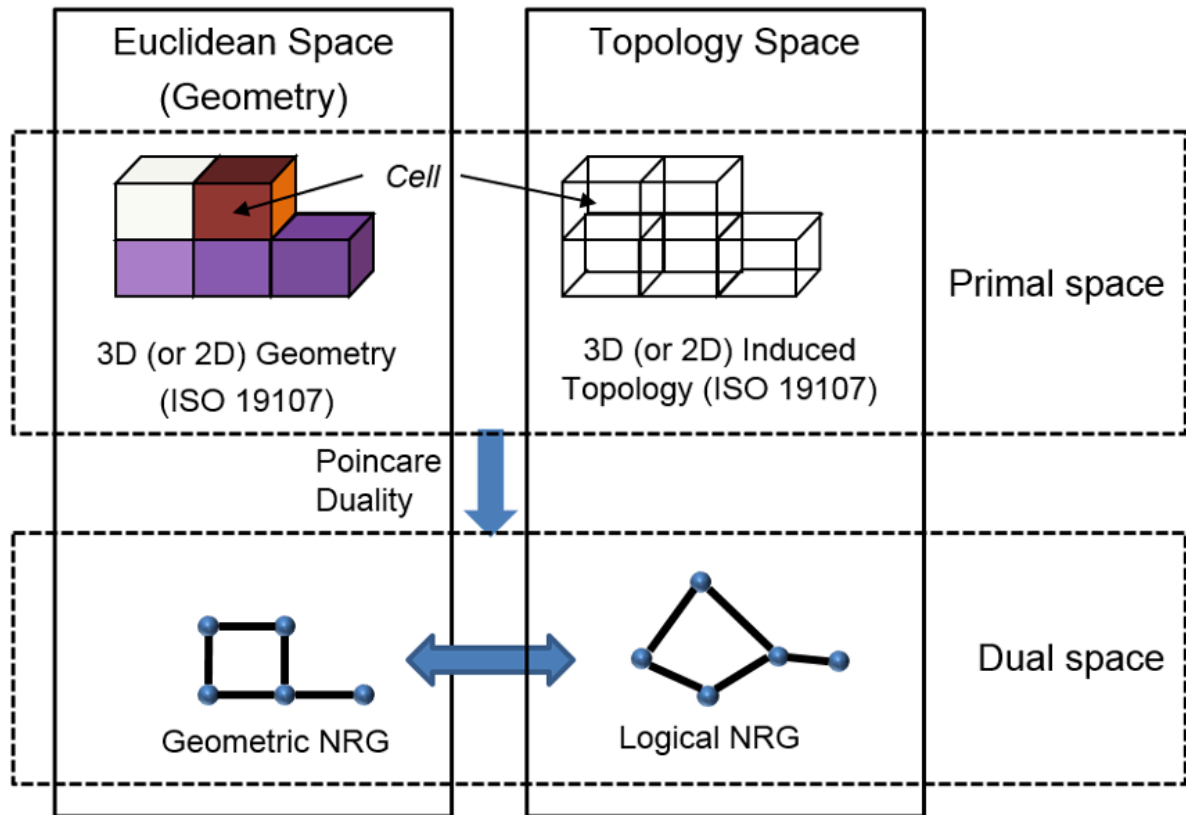 Euclidean Space
(Geometry)
Topology Space
Cell
Primal space
3D (or 2D) Geometry
(ISO 19107)
3D (or 2D) Induced
Topology (ISO 19107)
Poincare
Duality
Dual space
Geometric NRG
Logical NRG